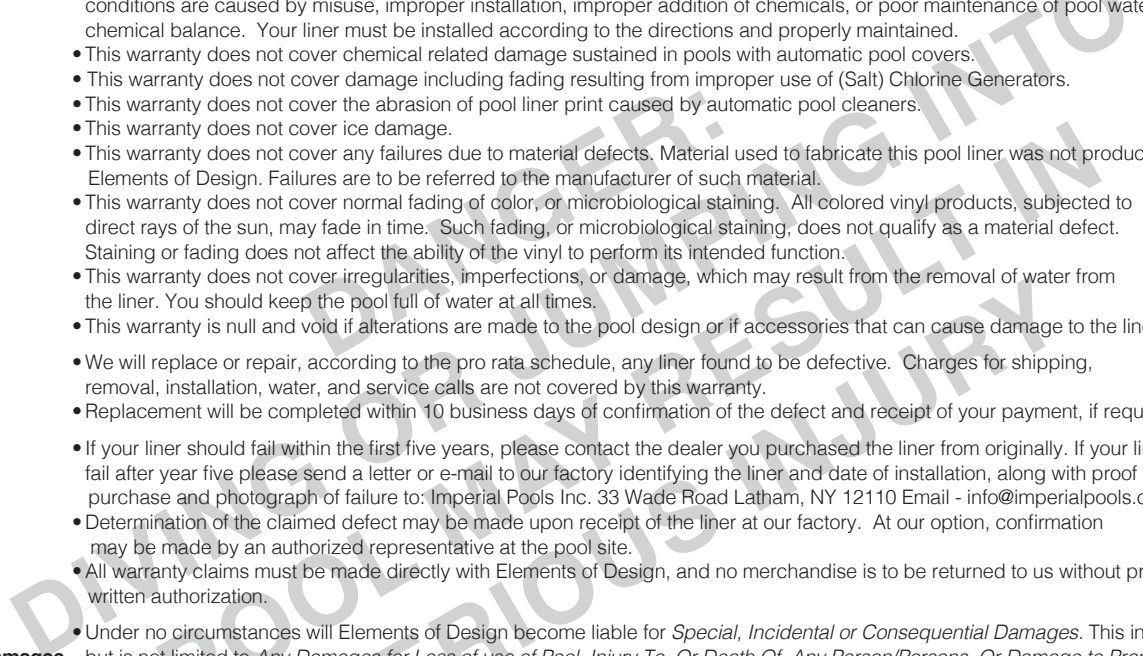 conditions are caused by misuse, improper installation, improper addition of chemicals, or poor maintenance of pool
chemical balance. Your liner must be installed according to the directions and properly maintained.
• This warranty does not cover chemical related damage sustained in pools with automatic pool covers.
• This warranty does not cover damage including fading resulting from improper use of (Salt) Chlorine Generators.
• This warranty does not cover the abrasion of pool liner print caused by automatic pool cleaners.
• This warranty does not cover ice damage.
• This warranty does not cover any failures due to material defects. Material used to fabricate this pool liner was not
Elements of Design. Failures are to be referred to the manufacturer of such material.
• This warranty does not cover normal fading of color, or microbiological staining. All colored vinyl products, subjected to
direct rays of the sun, may fade in time. Such fading, or microbiological staining, does not qualify as a material defect.
Staining or fading does not affect the ability of the vinyl to perform its intended function.
• This warranty does not cover irregularities, imperfections, or damage, which may result from the removal of water from
the liner. You should keep the pool full of water at all times.
• This warranty is null and void if alterations are made to the pool design or if accessories that can cause damage to the
• We will replace or repair, according to the pro rata schedule, any liner found to be defective. Charges for shipping,
removal, installation, water, and service calls are not covered by this warranty.
• Replacement will be completed within 10 business days of confirmation of the defect and receipt of your payment, if
• If your liner should fail within the first five years, please contact the dealer you purchased the liner from originally. If your
fail after year five please send a letter or e-mail to our factory identifying the liner and date of installation, along with proof
purchase and photograph of failure to: Imperial Pools Inc. 33 Wade Road Latham, NY 12110 Email - info@imperialpools.c
• Determination of the claimed defect may be made upon receipt of the liner at our factory. At our option, confirmation
may be made by an authorized representative at the pool site.
• All warranty claims must be made directly with Elements of Design, and no merchandise is to be returned to us without
written authorization.
• Under no circumstances will Elements of Design become liable for Special, Incidental or Consequential Damages. This
but is not limited to Any Damages for Loss of use of Pool, Injury To, Or Death Of, Any Person/Persons, Or Damage to
DANGER:
DIVING OR JUMPING INTO
POOL MAY RESULT IN
SERIOUS INJURY